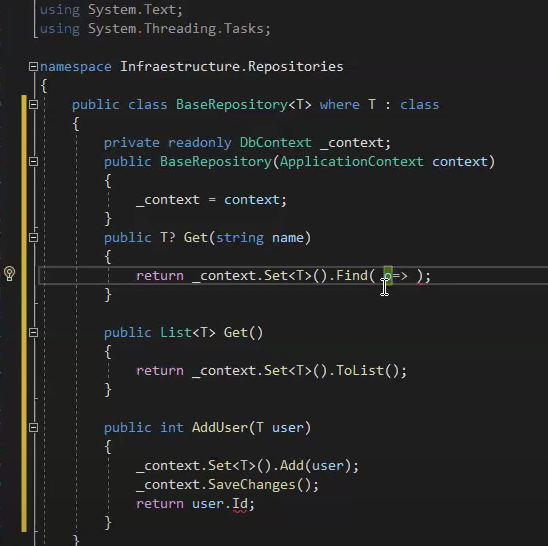 using System.Text;
using System.Threading.Tasks;
namespace Infraestructure.Repositories
{
public class BaseRepository<T> where T : class
{
private readonly DbContext _context;
public BaseRepository(ApplicationContext context)
{
_context = context;
}
public T? Get(string name)
{
return _context.Set<T>().Find( o=> );
}
public List<T> Get()
{
return _context.Set<T>().ToList();
}
public int AddUser(T user)
{
_context.Set<T>().Add(user);
_context.SaveChanges();
return user.Id;
}
}